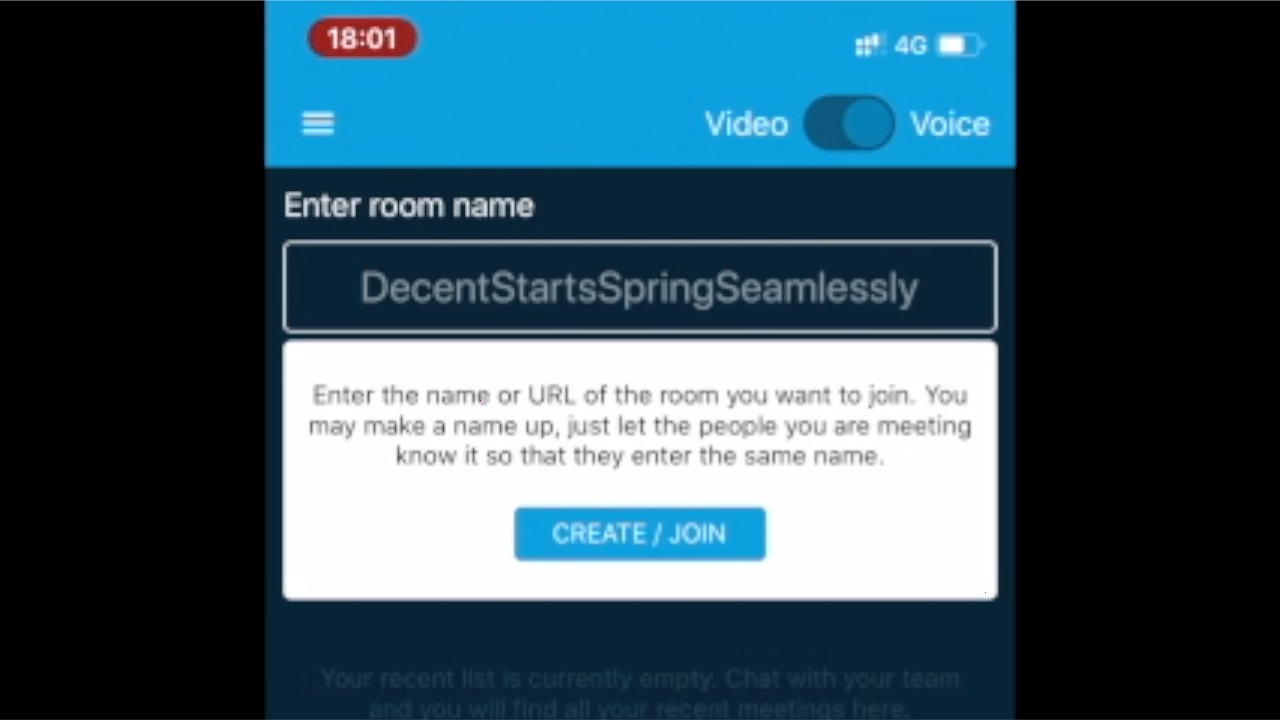 18:01
4G
Video
Voice
Enter room name
DecentStartsSpringSeamlessly
Enter the name or URL of the room you want to join. You
may make a name up, just let the people you are meeting
know it so that they enter the same name.
CREATE / JOIN
Your recent list is currently empty. Chat with your team
and you will find all your recent meetings here.